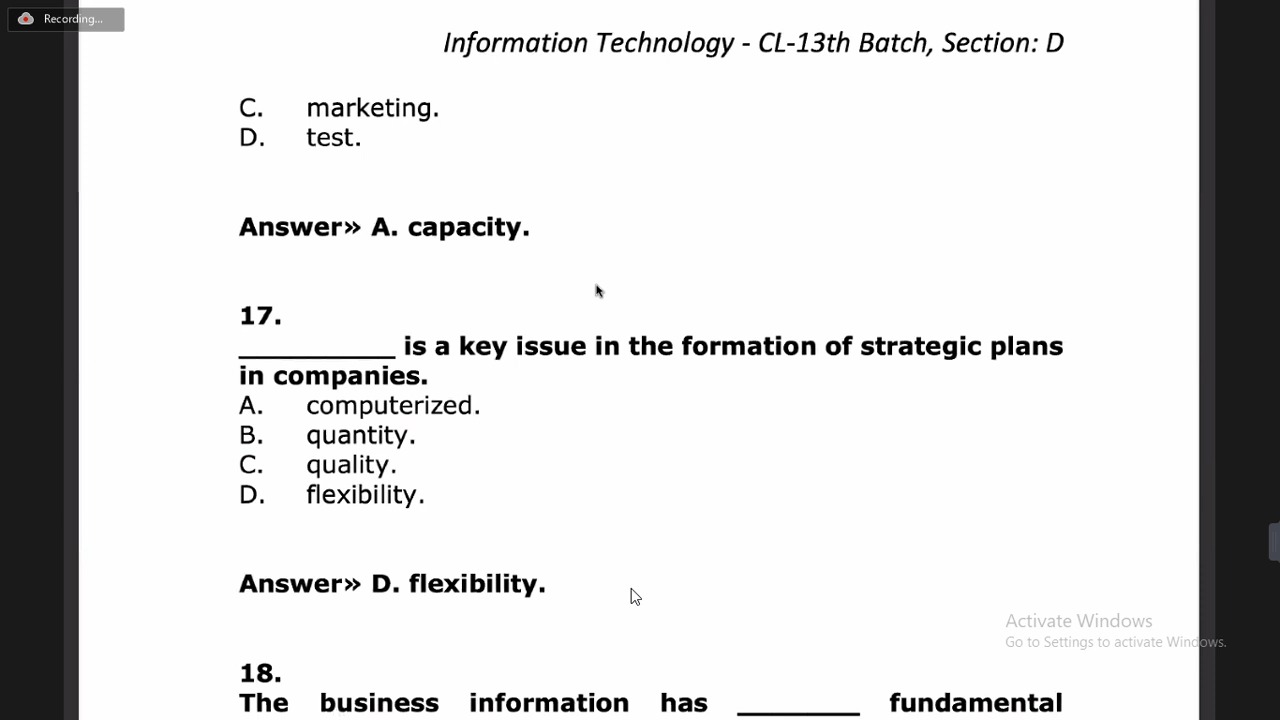 Recording...
Information Technology - CL-13th Batch, Section: D
C. marketing.
D. test.
Answer» A. capacity.
17.
___________ is a key issue in the formation of strategic plans
in companies.
A. computerized.
B. quantity.
C. quality.
D. flexibility.
Answer» D. flexibility.
Activate Windows
Go to Settings to activate Windows.
18.
The business information has ________ fundamental